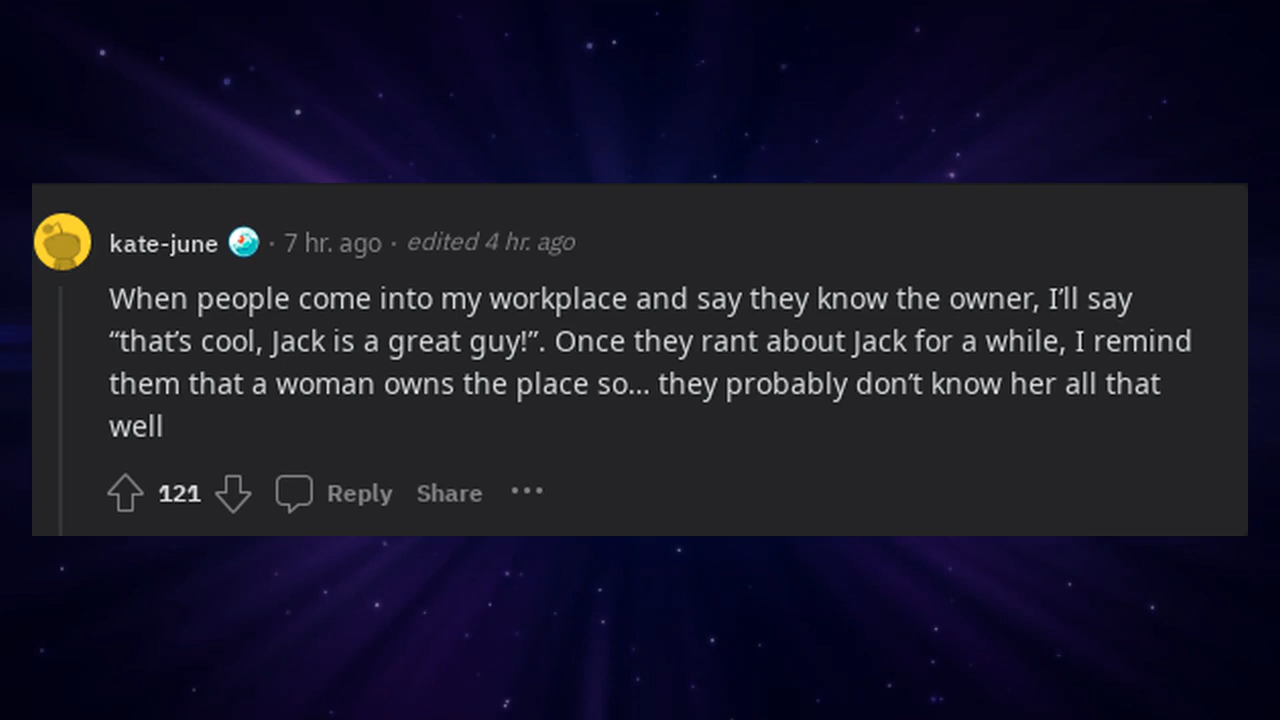 kate-june · 7 hr. ago · edited 4 hr. ago
When people come into my workplace and say they know the owner, I’ll say
“that’s cool, Jack is a great guy!”. Once they rant about Jack for a while, I remind
them that a woman owns the place so... they probably don’t know her all that
well
121 Reply Share